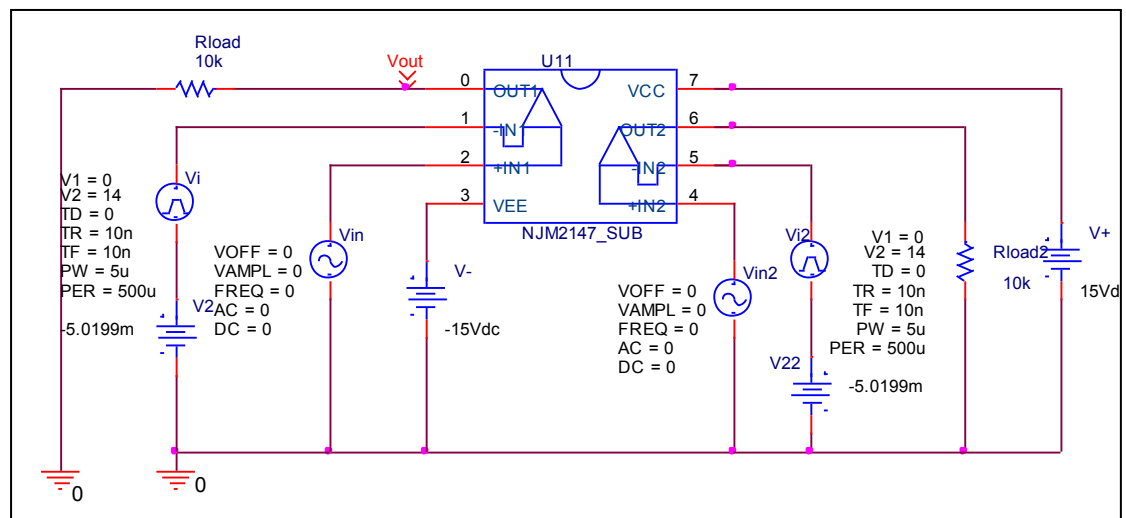 Rload
10k
Vout
U11
0
OUT1
VCC
7
1
-IN1
OUT2
6
2
+IN1
-IN2
5
3
VEE
+IN2
4
NJM2147_SUB
Vi
V1 = 0
V2 = 14
TD = 0
TR = 10n
TF = 10n
PW = 5u
PER = 500u
V2
-5.0199m
Vin
VOFF = 0
VAMPL = 0
FREQ = 0
AC = 0
DC = 0
V-
-15Vdc
Vin2
VOFF = 0
VAMPL = 0
FREQ = 0
AC = 0
DC = 0
Vi2
V1 = 0
V2 = 14
TD = 0
TR = 10n
TF = 10n
PW = 5u
PER = 500u
V22
-5.0199m
Rload2
10k
V+
15Vd
0
0